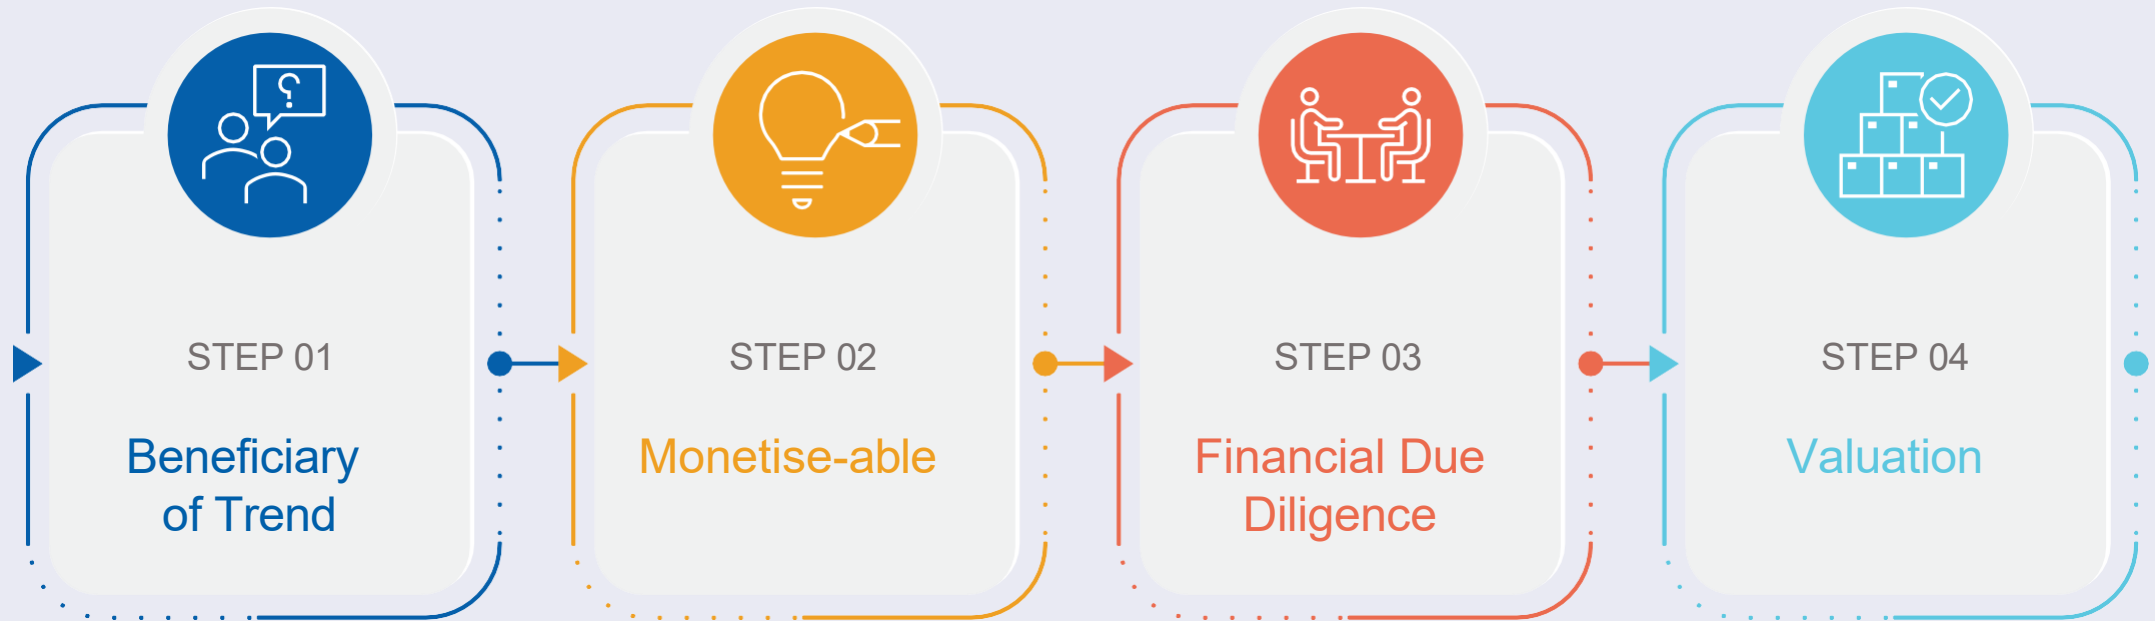 STEP 01
Beneficiary
of Trend
STEP 02
Monetise-able
STEP 03
Financial Due
Diligence
STEP 04
Valuation